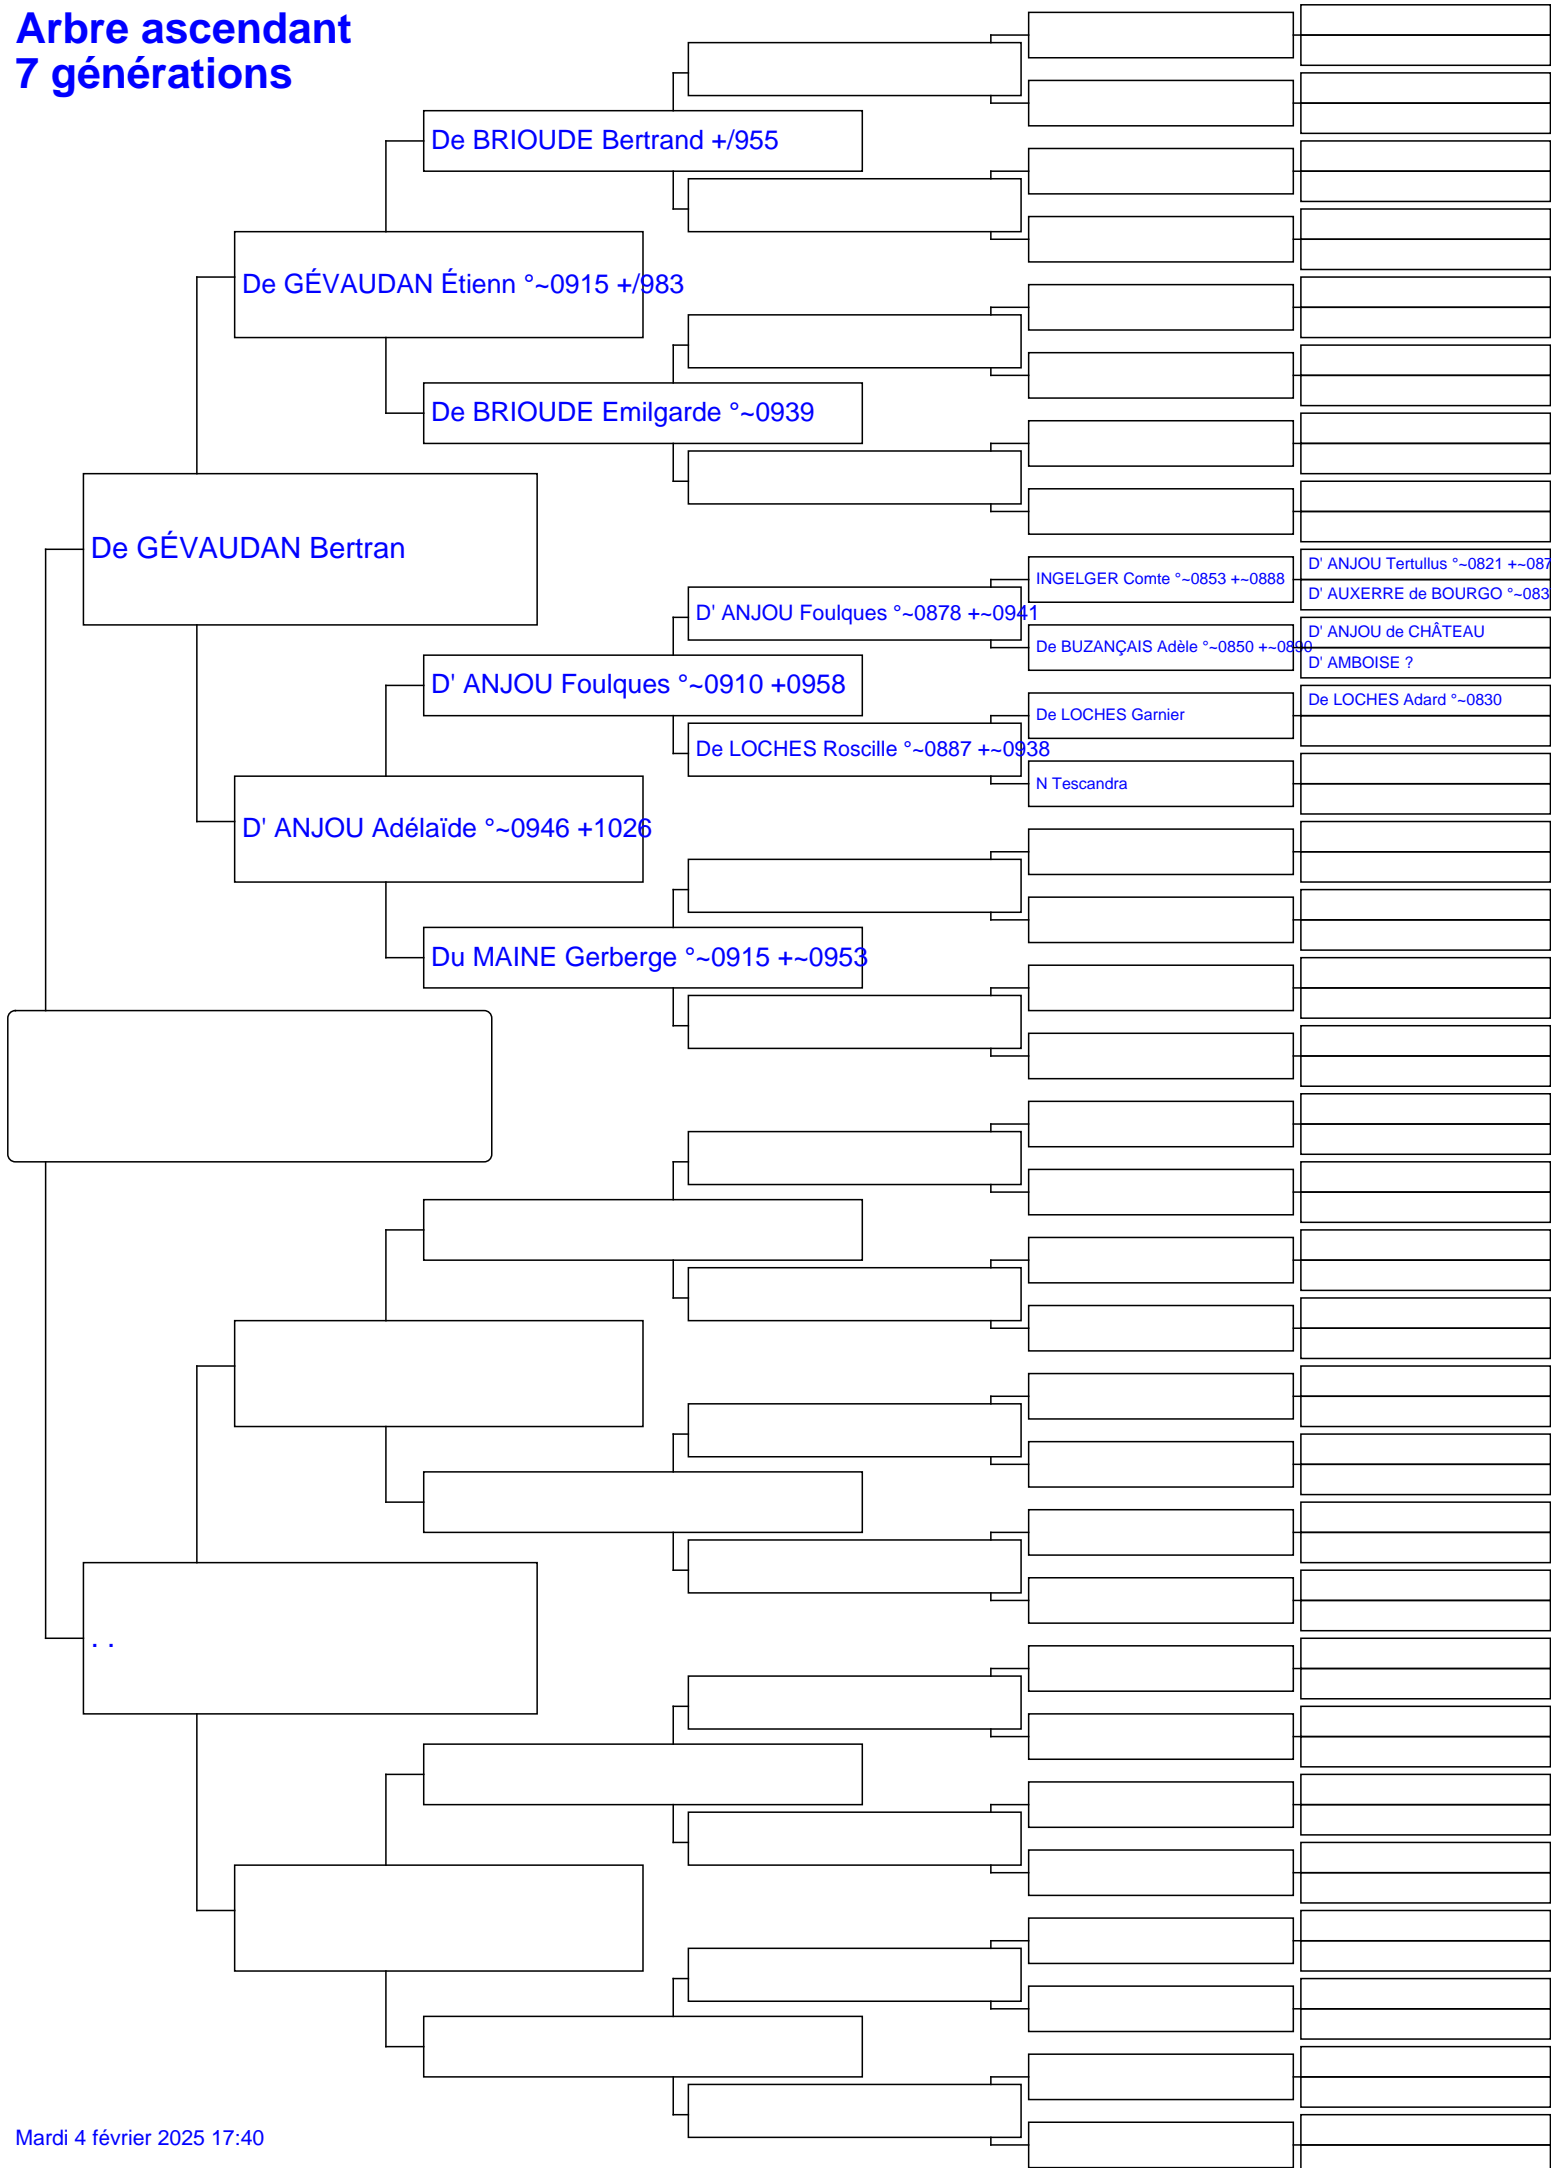 Arbre ascendant
7 générations
De BRIOUDE Bertrand +/955
De GÉVAUDAN Étienn °~0915 +/983
De BRIOUDE Emilgarde °~0939
De GÉVAUDAN Bertran
INGELGER Comte °~0853 +~0888
D' ANJOU Tertullus °~0821 +~087
D' AUXERRE de BOURGO °~083
D' ANJOU Foulques °~0878 +~0941
De BUZANÇAIS Adèle °~0850 +~0890
D' ANJOU de CHÂTEAU
D' AMBOISE ?
D' ANJOU Foulques °~0910 +0958
De LOCHES Garnier
De LOCHES Adard °~0830
De LOCHES Roscille °~0887 +~0938
N Tescandra
D' ANJOU Adélaïde °~0946 +1026
Du MAINE Gerberge °~0915 +~0953
. .
Mardi 4 février 2025 17:40